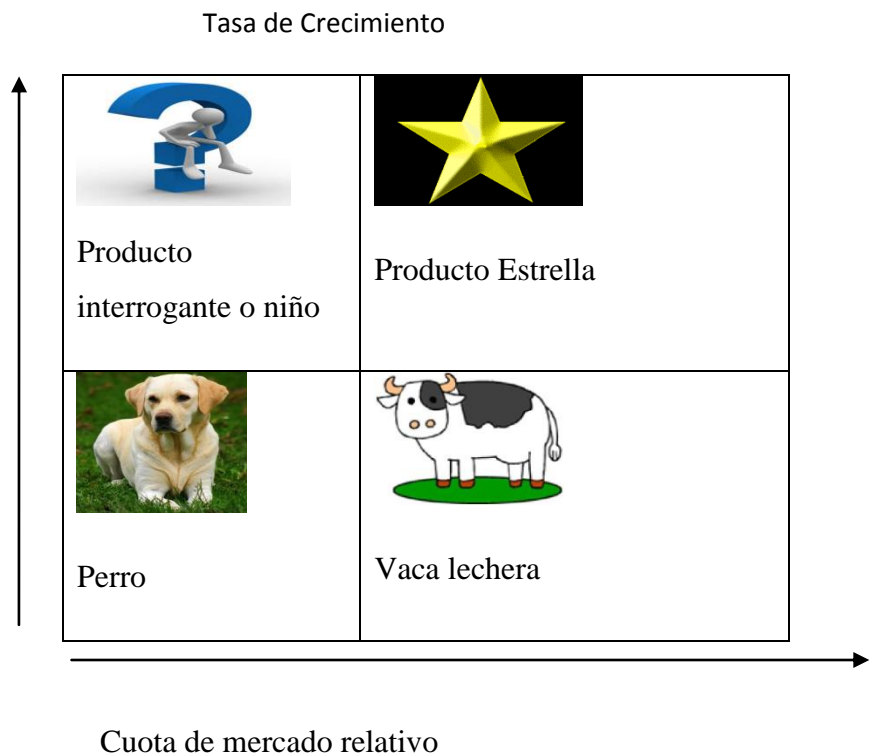 Tasa de Crecimiento
Producto
interrogante o niño
Producto Estrella
Perro
Vaca lechera
Cuota de mercado relativo